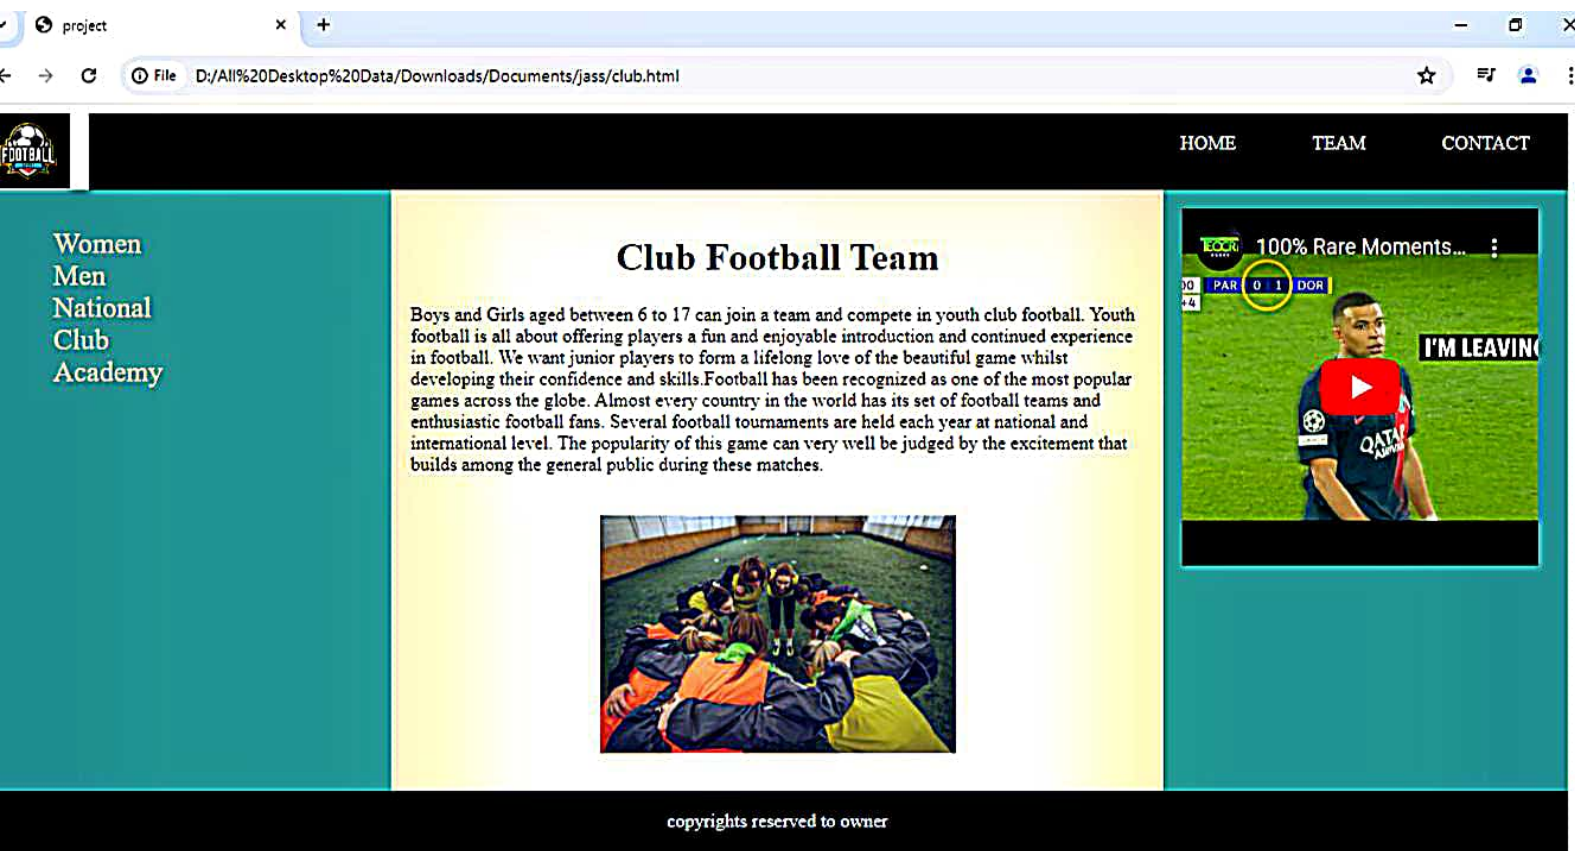 project
File D:/All%20Desktop%20Data/Downloads/Documents/jass/club.html
FOOTBALL
HOME TEAM CONTACT
Women
Men
National
Club
Academy
Club Football Team
Boys and Girls aged between 6 to 17 can join a team and compete in youth club football. Youth
football is all about offering players a fun and enjoyable introduction and continued experience
in football. We want junior players to form a lifelong love of the beautiful game whilst
developing their confidence and skills.Football has been recognized as one of the most popular
games across the globe. Almost every country in the world has its set of football teams and
enthusiastic football fans. Several football tournaments are held each year at national and
international level. The popularity of this game can very well be judged by the excitement that
builds among the general public during these matches.
100% Rare Moments...
00 PAR 0 1 DOR
+4
I'M LEAVIN
QATA
copyrights reserved to owner